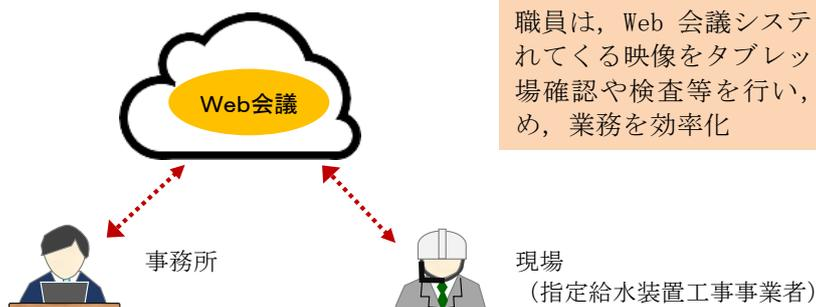 職員は，Web 会議システ
れてくる映像をタブレッ
場確認や検査等を行い，
め，業務を効率化
Web会議
事務所
現場
（指定給水装置工事事業者）